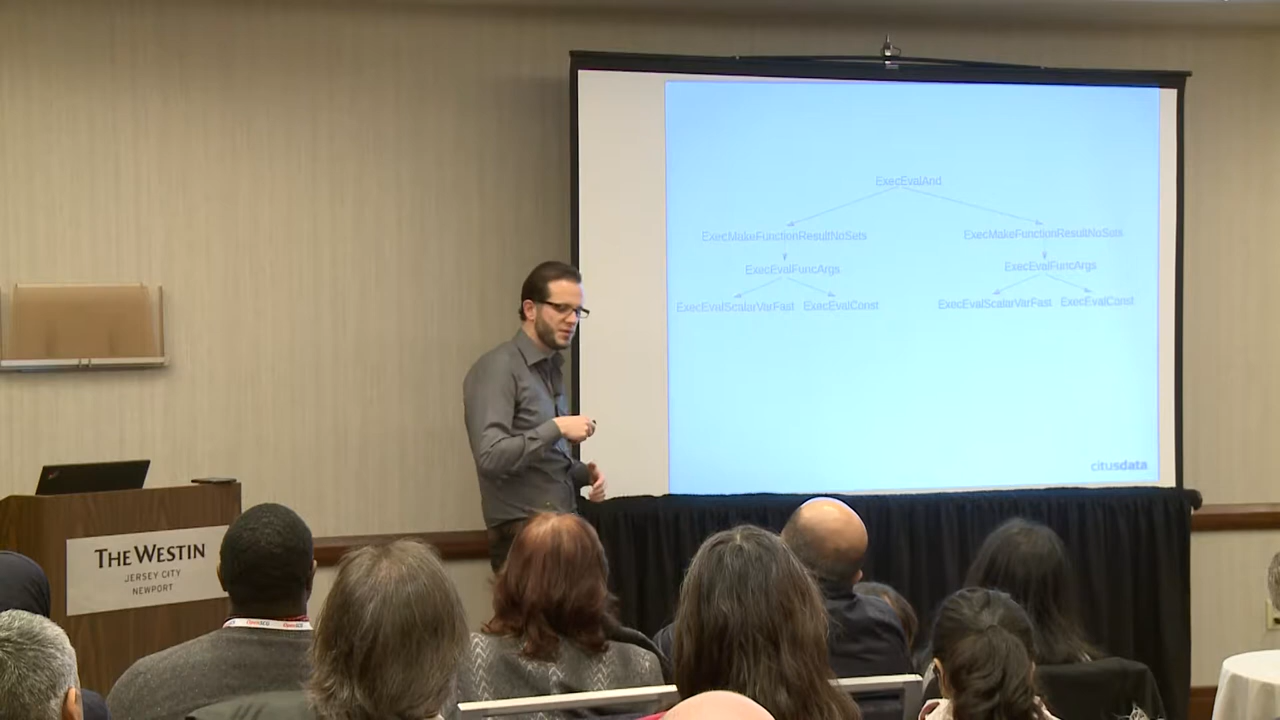 ExecEvalAnd
ExecMakeFunctionResultNoSets ExecMakeFunctionResultNoSets
ExecEvalFuncArgs ExecEvalFuncArgs
ExecEvalScalarVarFast ExecEvalConst ExecEvalScalarVarFast ExecEvalConst
citusdata
THE WESTIN
JERSEY CITY
NEWPORT